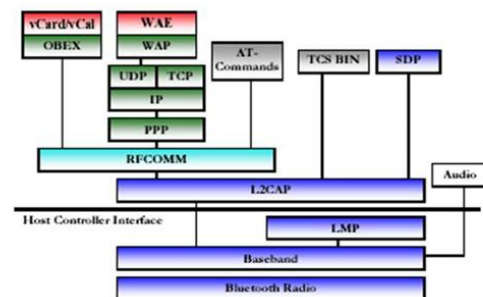 vCard/vCal
OBEX
WAE
WAP
UDP TCP
IP
PPP
AT-
Commands
TCS BIN
SDP
RFCOMM
Audio
L2CAP
Host Controller Interface
LMP
Baseband
Bluetooth Radio